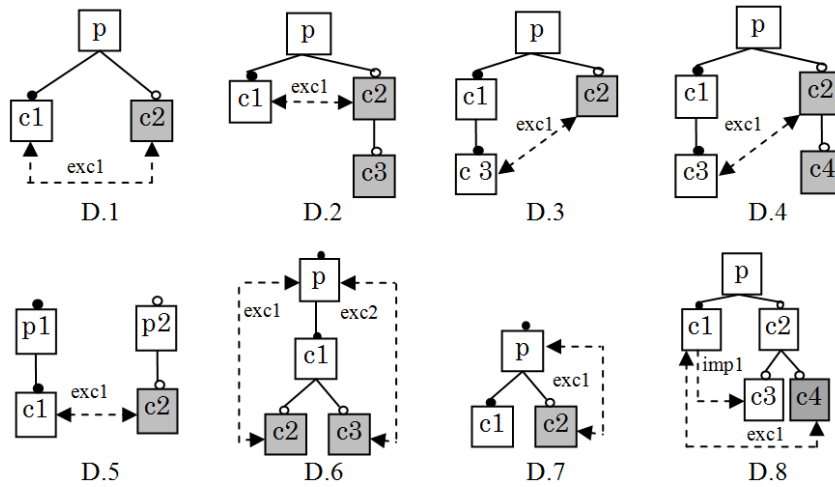 p
c1 c2
exc1
D.1
p
c1 exc1 c2
c3
D.2
p
c1 c2
exc1
c 3
D.3
p
c1 c2
exc1
c3 c4
D.4
p1 p2
c1 exc1 c2
D.5
p
exc1 exc2
c1
c2 c3
D.6
p
exc1
c1 c2
D.7
p
c1 c2
imp1
c3 c4
exc1
D.8